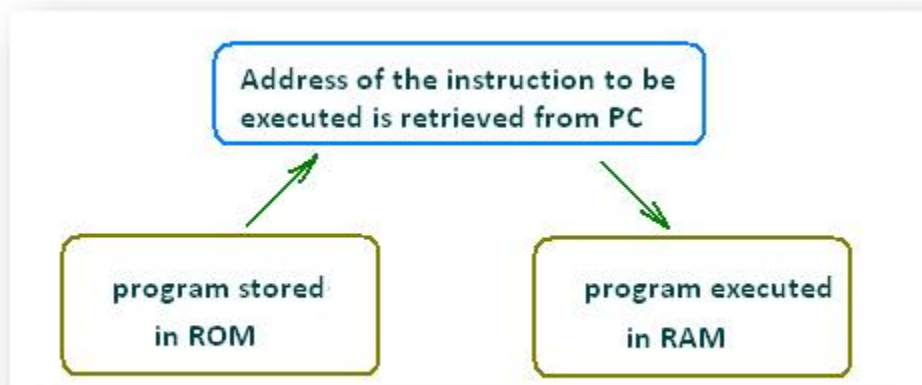 Address of the instruction to be
executed is retrieved from PC
program stored
in ROM
program executed
in RAM